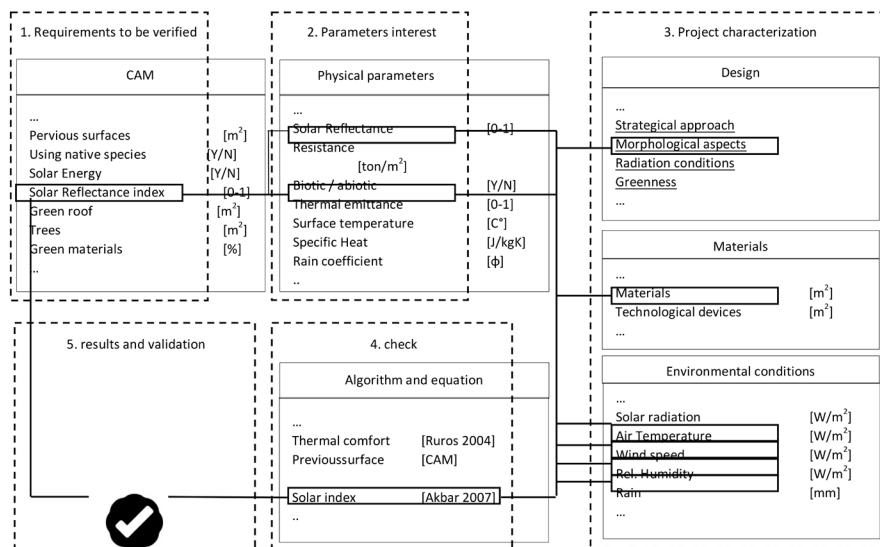 1. Requirements to be verified
CAM
...
Pervious surfaces [m²]
Using native species [Y/N]
Solar Energy [Y/N]
Solar Reflectance index [0-1]
Green roof [m²]
Trees [m²]
Green materials [%]
..
2. Parameters interest
Physical parameters
...
Solar Reflectance [0-1]
Resistance
[ton/m²]
Biotic / abiotic [Y/N]
Thermal emittance [0-1]
Surface temperature [C°]
Specific Heat [J/kgK]
Rain coefficient [ф]
..
3. Project characterization
Design
...
Strategical approach
Morphological aspects
Radiation conditions
Greenness
...
Materials
...
Materials [m²]
Technological devices [m²]
...
Environmental conditions
...
Solar radiation [W/m²]
Air Temperature [W/m²]
Wind speed [W/m²]
Rel. Humidity [W/m²]
Rain [mm]
...
5. results and validation
4. check
Algorithm and equation
...
Thermal comfort [Ruros 2004]
Previoussurface [CAM]
Solar index [Akbar 2007]
..